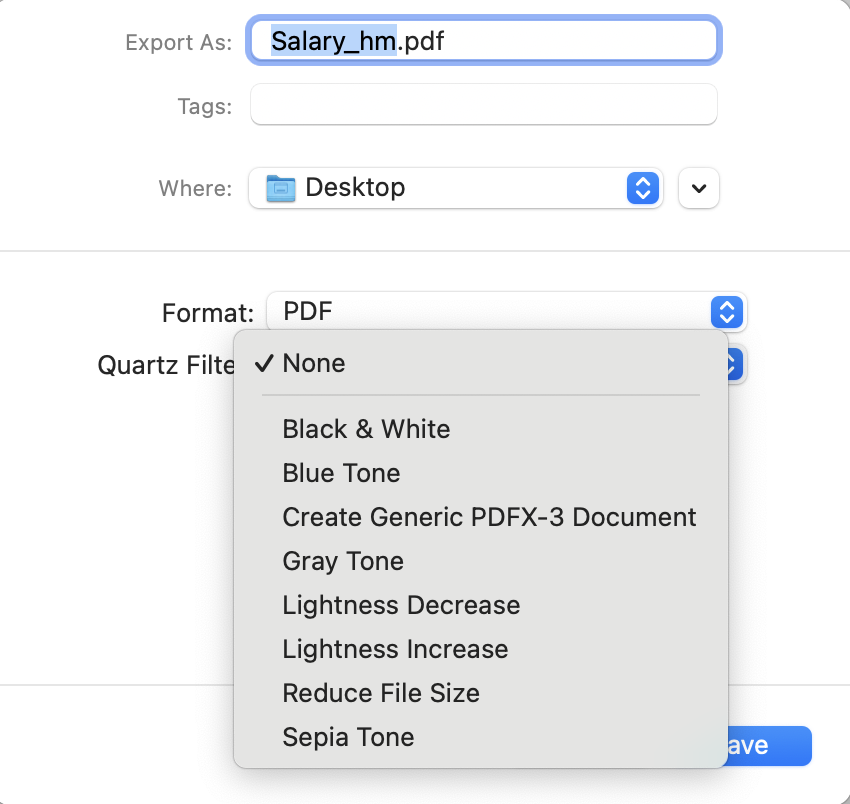 Export As: Salary_hm.pdf
Tags:
Where: Desktop
Format: PDF
Quartz Filte
✓ None
Black & White
Blue Tone
Create Generic PDFX-3 Document
Gray Tone
Lightness Decrease
Lightness Increase
Reduce File Size
Sepia Tone
ave